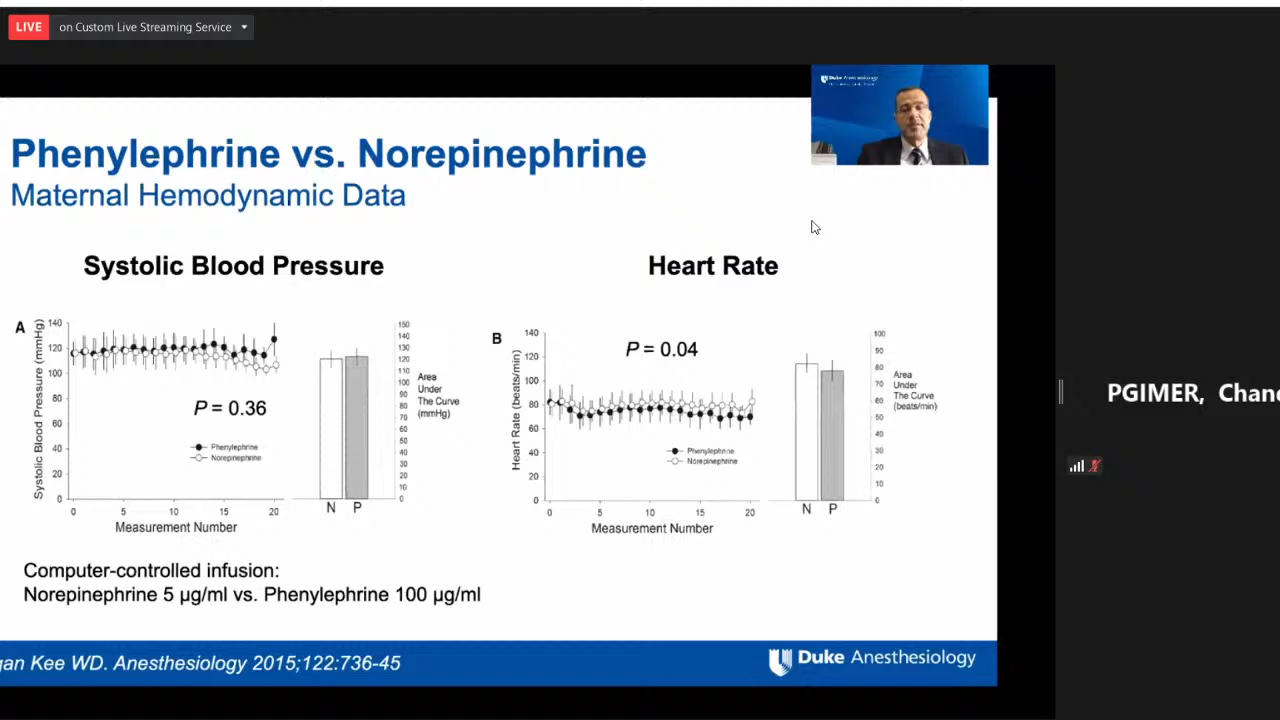 LIVE on Custom Live Streaming Service
Duke Anesthesiology
Phenylephrine vs. Norepinephrine
Maternal Hemodynamic Data
Systolic Blood Pressure
Heart Rate
A
Systolic Blood Pressure (mmHg)
140
120
100
80
60
40
20
0
P = 0.36
Phenylephrine
Norepinephrine
0 5 10 15 20
Measurement Number
N P
150
140
130
120
110
100
90
80
70
60
50
40
30
20
10
0
Area
Under
The Curve
(mmHg)
B
Heart Rate (beats/min)
140
120
100
80
60
40
20
0
P = 0.04
Phenylephrine
Norepinephrine
0 5 10 15 20
Measurement Number
N P
100
90
80
70
60
50
40
30
20
10
0
Area
Under
The Curve
(beats/min)
PGIMER, Chand
Computer-controlled infusion:
Norepinephrine 5 µg/ml vs. Phenylephrine 100 µg/ml
gan Kee WD. Anesthesiology 2015;122:736-45
Duke Anesthesiology